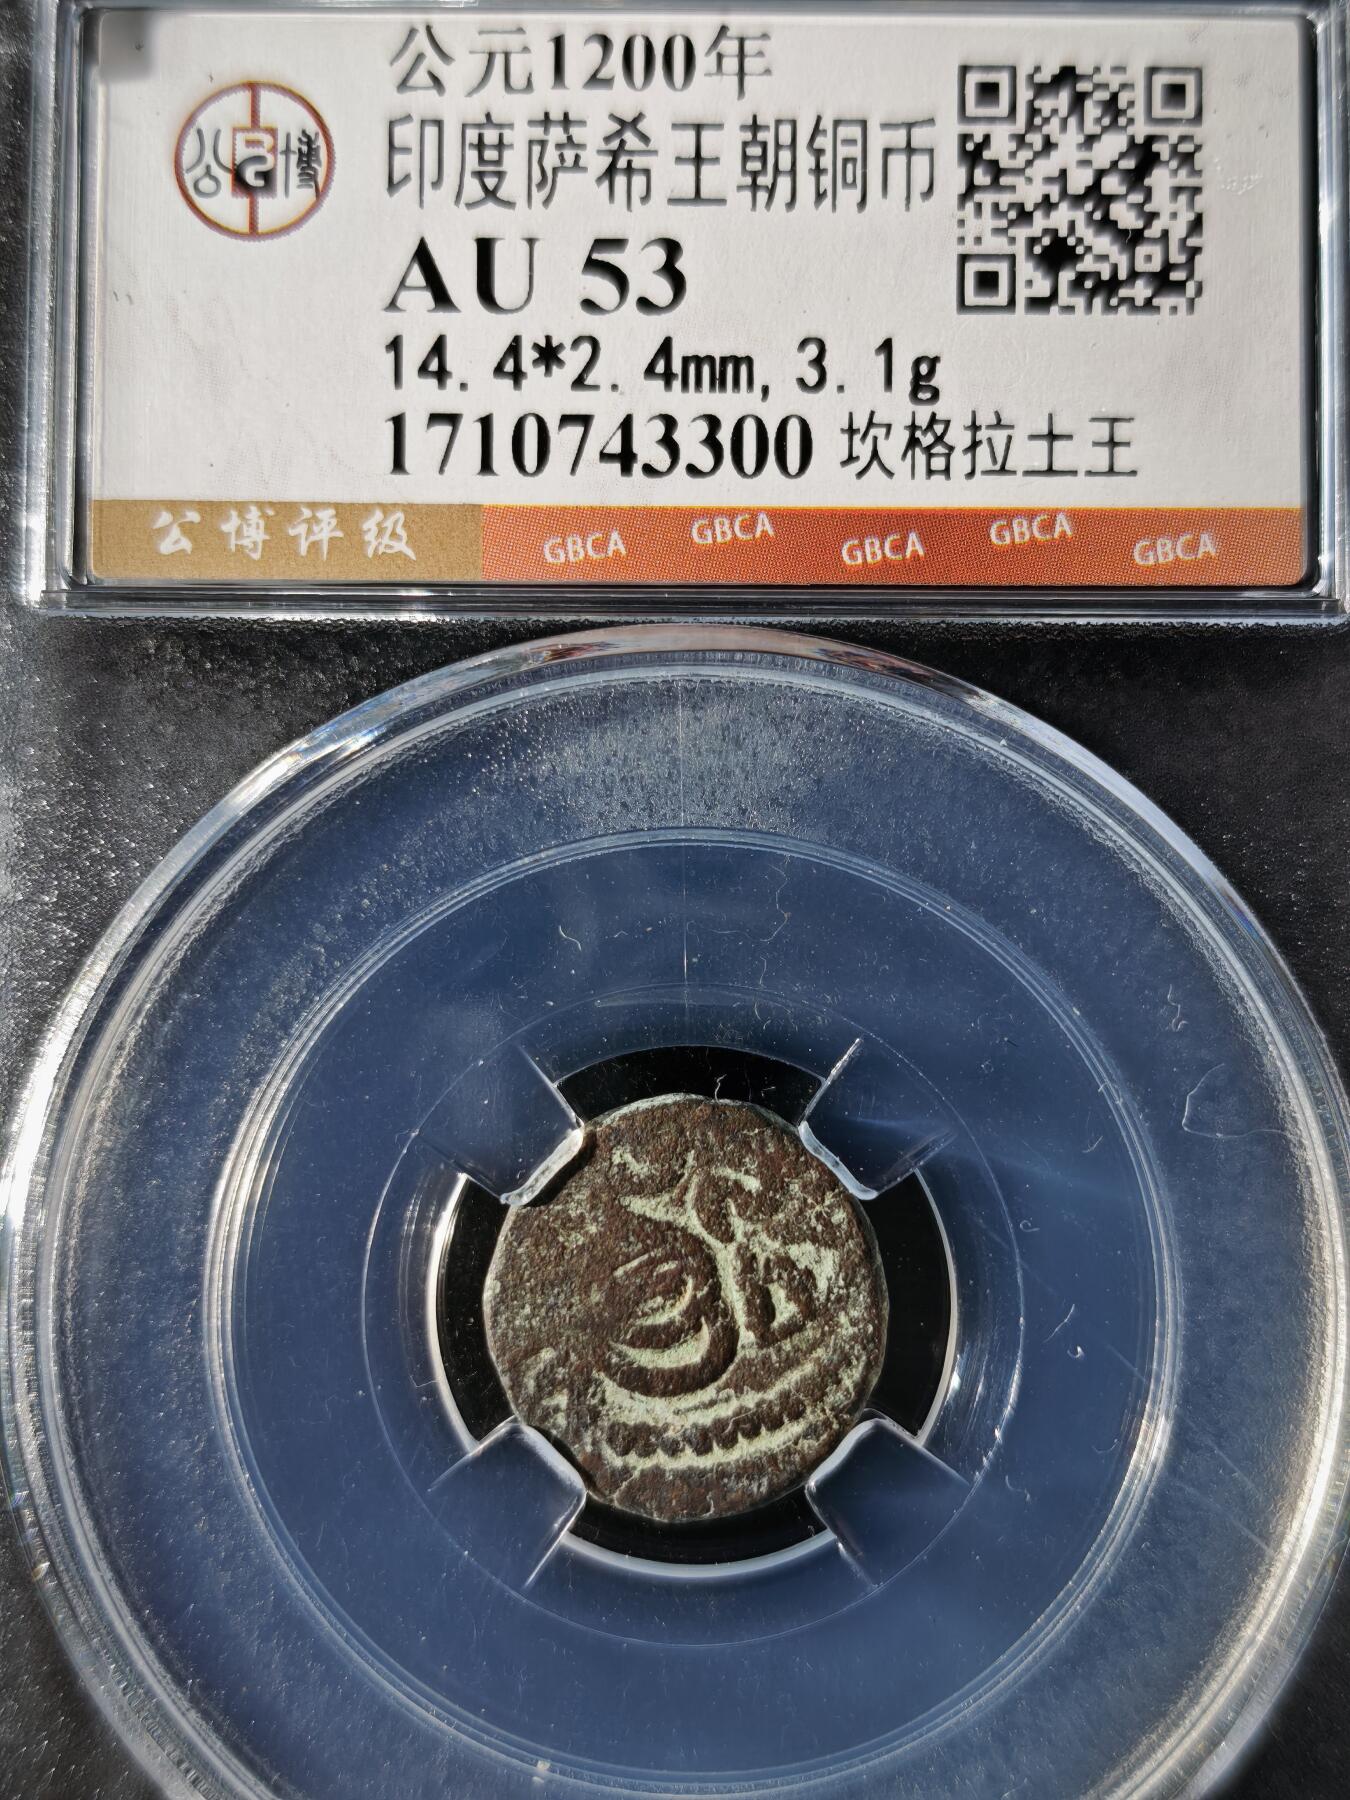 公元1200年
公博
印度萨希王朝铜币
AU 53
14.4*2.4mm,3.1g
1710743300 坎格拉土王
公博评级
GBCA GBCA GBCA GBCA GBCA